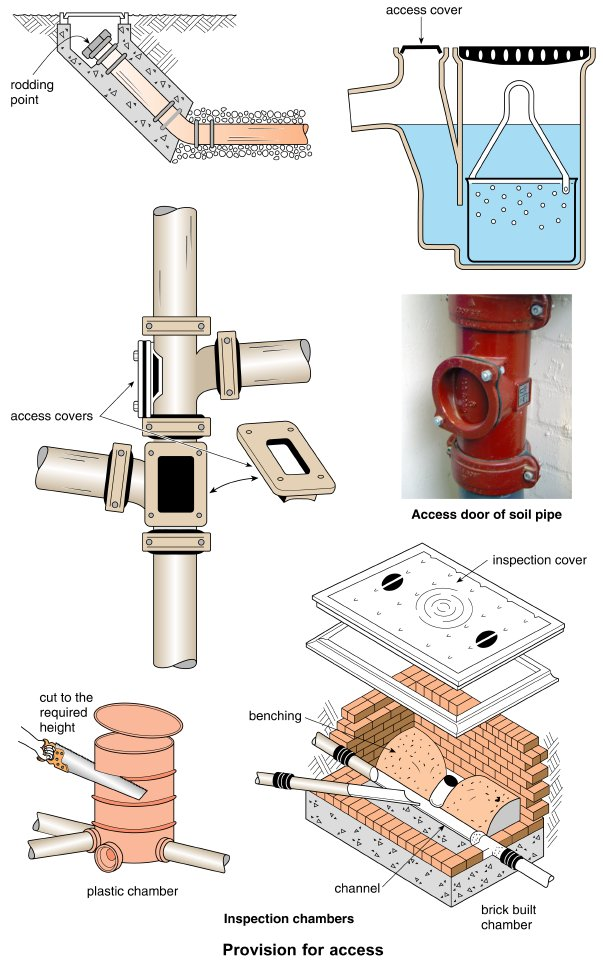 access cover
rodding
point
access covers
Access door of soil pipe
inspection cover
cut to the
required
height
benching
plastic chamber
channel
brick built
chamber
Inspection chambers
Provision for access